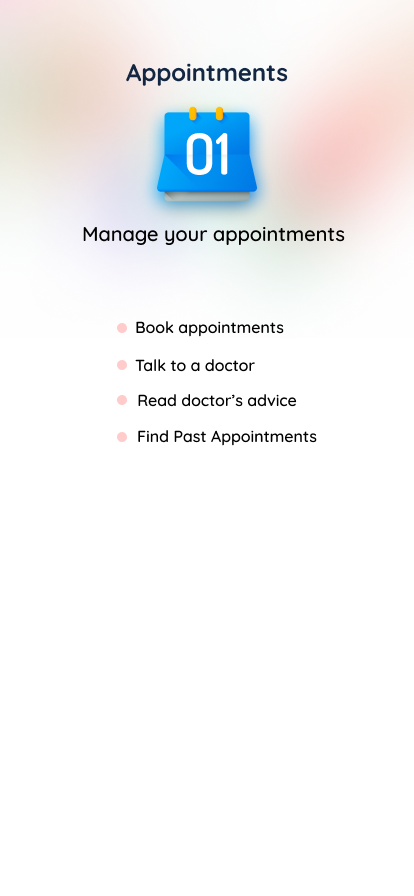 Appointments
01
Manage your appointments
Book appointments
Talk to a doctor
Read doctor’s advice
Find Past Appointments